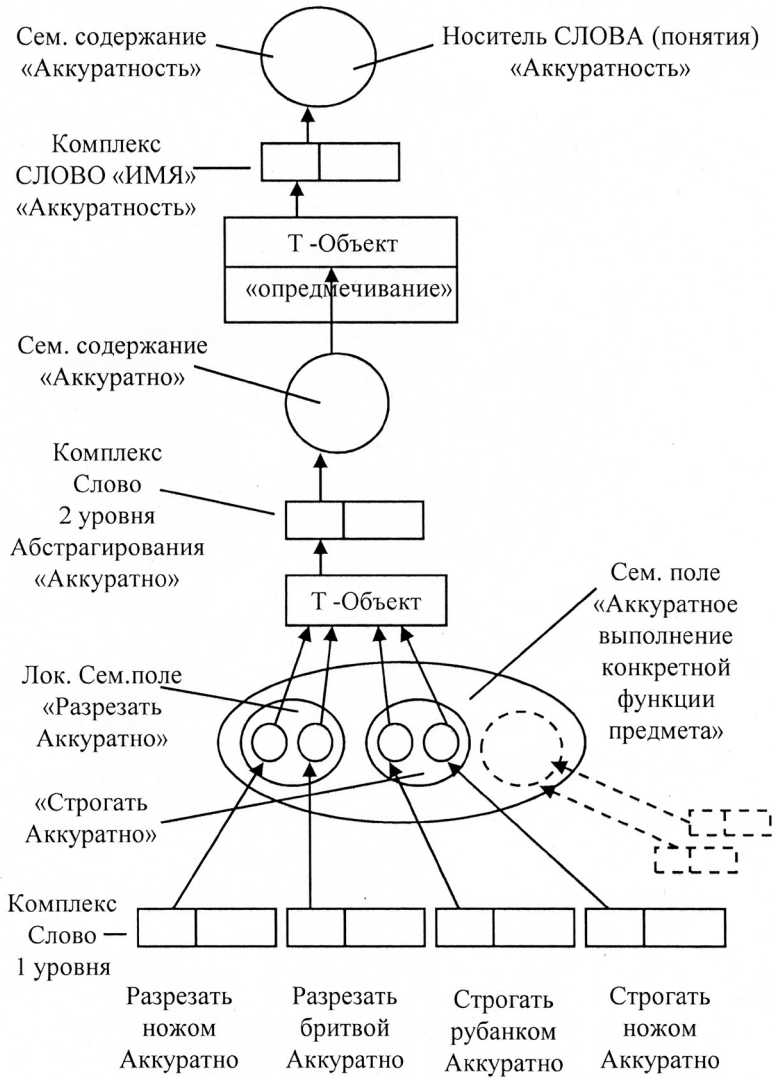 Сем. содержание
«Аккуратность»
Носитель СЛОВА (понятия)
«Аккуратность»
Комплекс
СЛОВО «ИМЯ»
«Аккуратность»
Т -Объект
«опредмечивание»
Сем. содержание
«Аккуратно»
Комплекс
Слово
2 уровня
Абстрагирования
«Аккуратно»
Т -Объект
Сем. поле
«Аккуратное
выполнение
конкретной
функции
предмета»
Лок. Сем.поле
«Разрезать
Аккуратно»
«Строгать
Аккуратно»
Комплекс
Слово
1 уровня
Разрезать
ножом
Аккуратно
Разрезать
бритвой
Аккуратно
Строгать
рубанком
Аккуратно
Строгать
ножом
Аккуратно